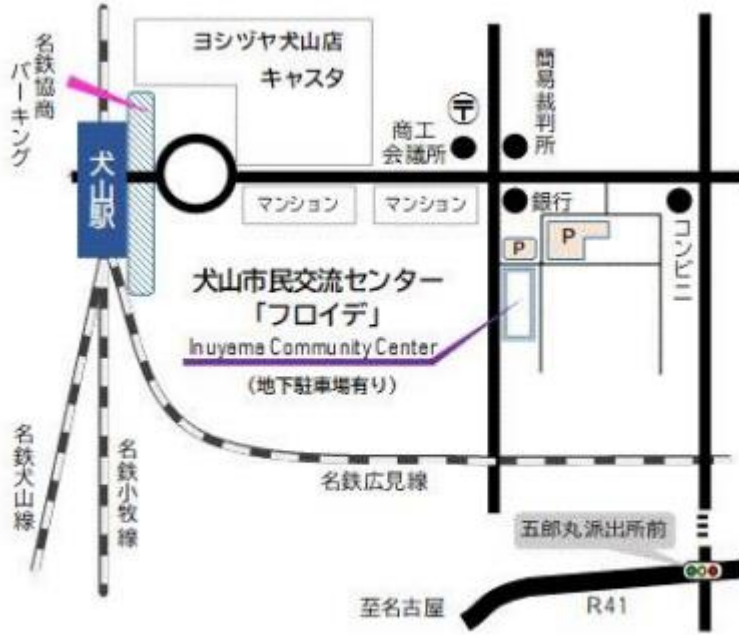 名鉄協商
パーキング
ヨシヅヤ犬山店
キャスタ
〒
商工
会議所
簡易裁判所
犬山駅
マンション
マンション
銀行
コンビニ
P
P
犬山市民交流センター
「フロイデ」
Inuyama Community Center
(地下駐車場有り)
名鉄犬山線
名鉄小牧線
名鉄広見線
五郎丸派出所前
至名古屋
R41